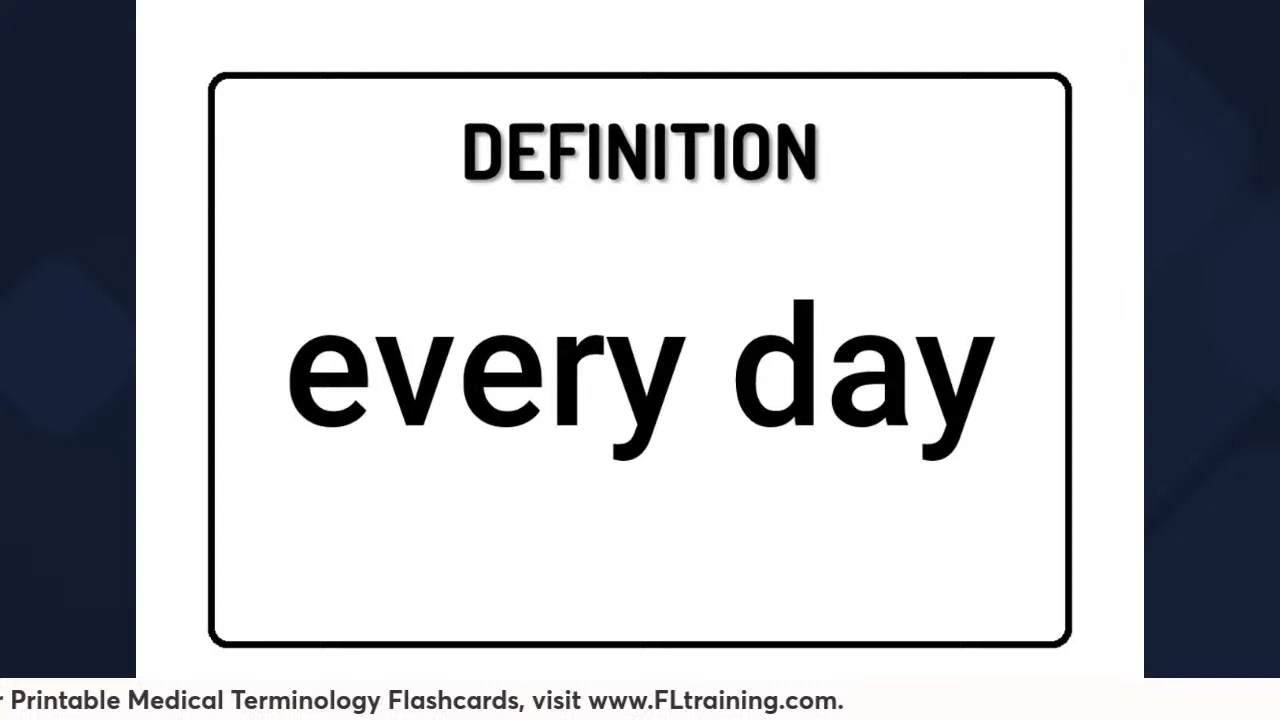 DEFINITION
every day
Printable Medical Terminology Flashcards, visit www.FLtraining.com.